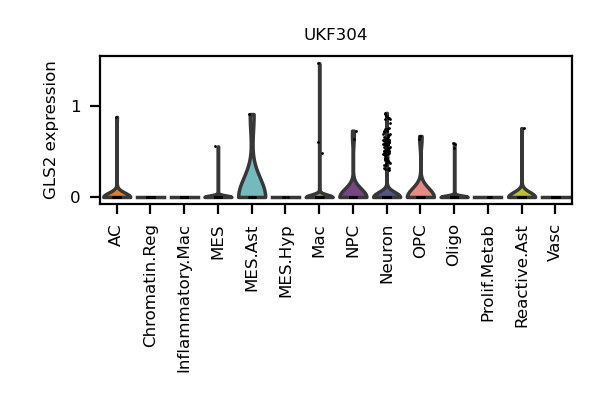 UKF304
GLS2 expression
1
0
AC
Chromatin.Reg
Inflammatory.Mac
MES
MES.Ast
MES.Hyp
Mac
NPC
Neuron
OPC
Oligo
Prolif.Metab
Reactive.Ast
Vasc